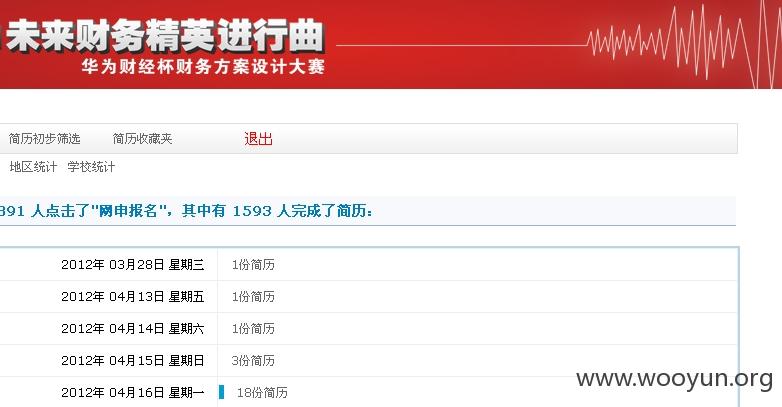 未来财务精英进行曲
华为财经杯财务方案设计大赛
简历初步筛选 简历收藏夹 退出
地区统计 学校统计
391 人点击了"网申报名"，其中有 1593 人完成了简历：
2012年 03月28日 星期三 1份简历
2012年 04月13日 星期五 1份简历
2012年 04月14日 星期六 1份简历
2012年 04月15日 星期日 3份简历
2012年 04月16日 星期一 18份简历
www.wooyun.org